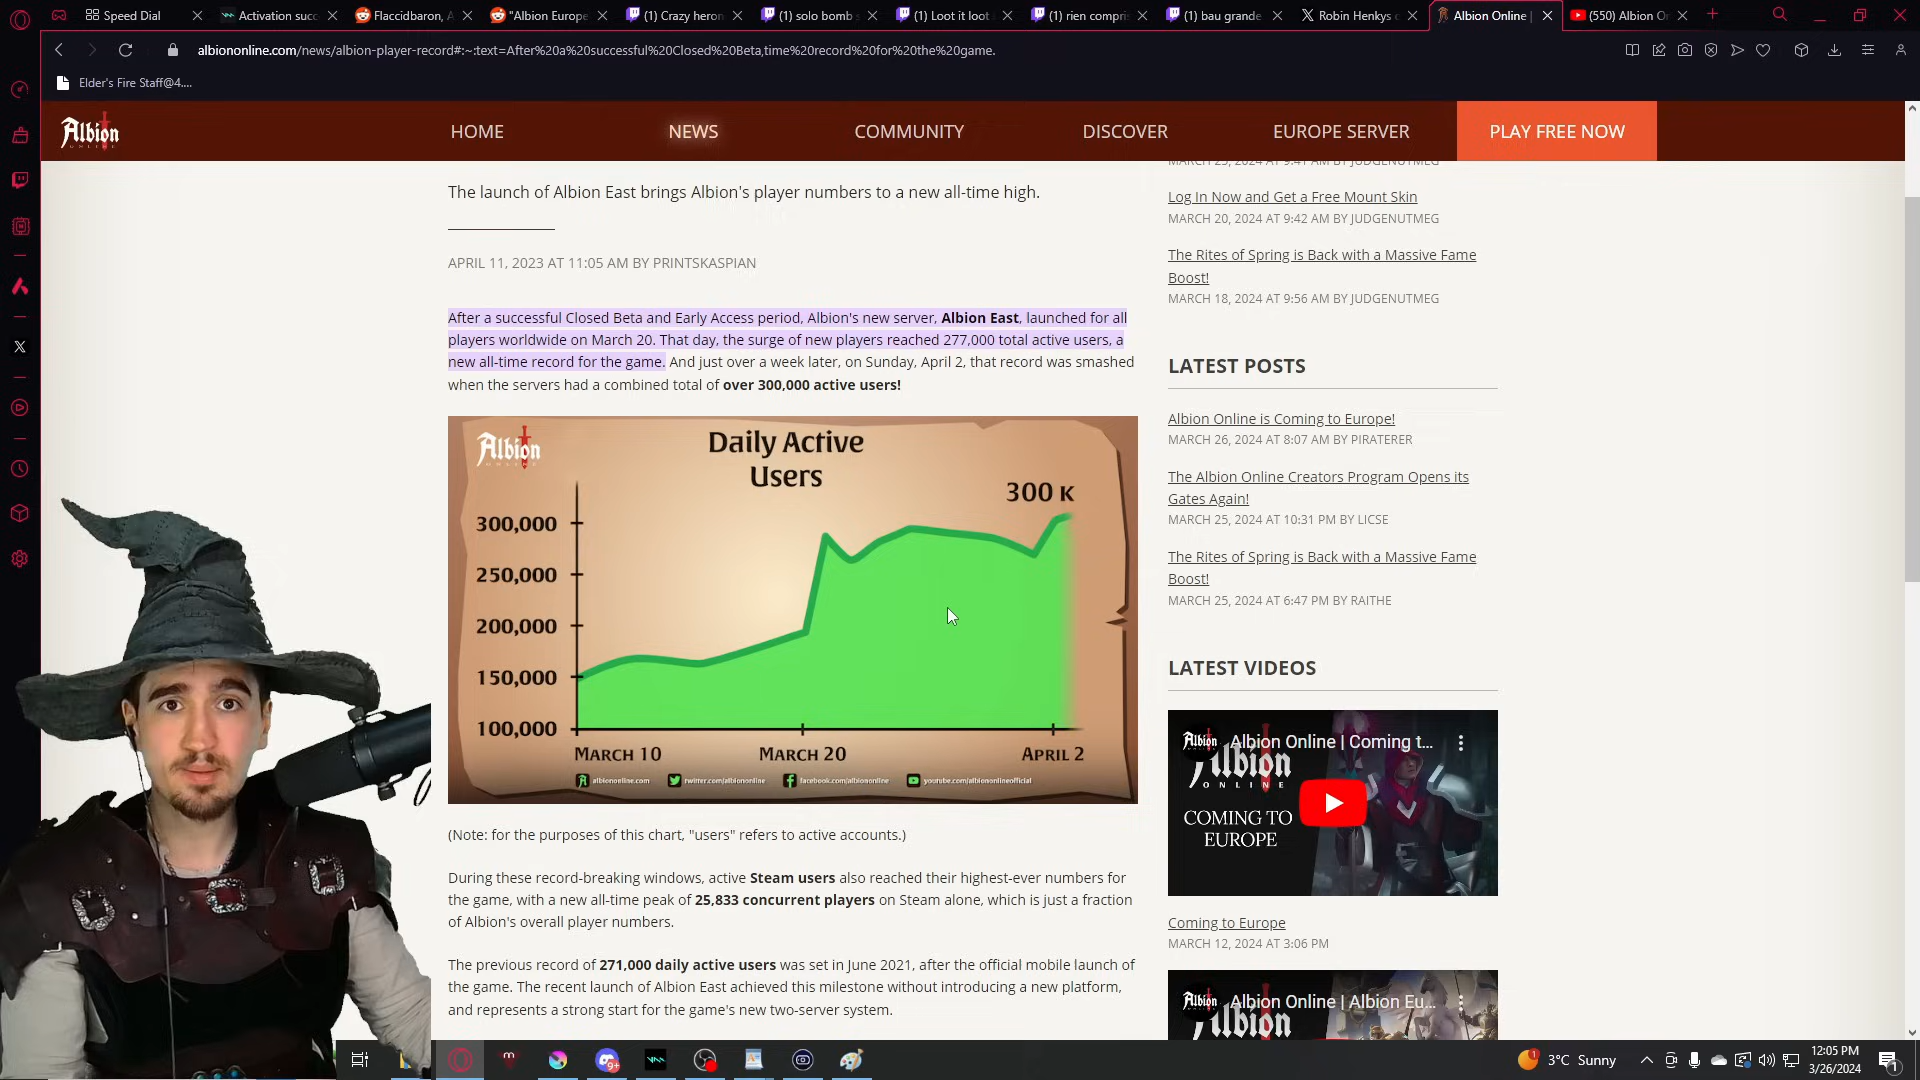 Speed Dial
Activation succ
Flaccidbaron, A
"Albion Europe
(1) Crazy heron
(1) solo bomb s
(1) Loot it loot
(1) rien compris
(1) bau grande
Robin Henkys c
Albion Online |
(550) Albion O
albiononline.com/news/albion-player-record#:~:text=After%20a%20successful%20Closed%20Beta,time%20record%20for%20the%20game.
Elder's Fire Staff@4....
Albion
ONLINE
HOME
NEWS
COMMUNITY
DISCOVER
EUROPE SERVER
PLAY FREE NOW
The launch of Albion East brings Albion's player numbers to a new all-time high.
APRIL 11, 2023 AT 11:05 AM BY PRINTSKASPIAN
After a successful Closed Beta and Early Access period, Albion's new server, Albion East, launched for all
players worldwide on March 20. That day, the surge of new players reached 277,000 total active users, a
new all-time record for the game. And just over a week later, on Sunday, April 2, that record was smashed
when the servers had a combined total of over 300,000 active users!
Albion
ONLINE
Daily Active
Users
300 K
300,000
250,000
200,000
150,000
100,000
MARCH 10
MARCH 20
APRIL 2
albiononline.com
twitter.com/albiononline
facebook.com/albiononline
youtube.com/albiononlineofficial
(Note: for the purposes of this chart, "users" refers to active accounts.)
During these record-breaking windows, active Steam users also reached their highest-ever numbers for
the game, with a new all-time peak of 25,833 concurrent players on Steam alone, which is just a fraction
of Albion's overall player numbers.
The previous record of 271,000 daily active users was set in June 2021, after the official mobile launch of
the game. The recent launch of Albion East achieved this milestone without introducing a new platform,
and represents a strong start for the game's new two-server system.
MARCH 25, 2024 AT 9:41 AM BY JUDGENUTMEG
Log In Now and Get a Free Mount Skin
MARCH 20, 2024 AT 9:42 AM BY JUDGENUTMEG
The Rites of Spring is Back with a Massive Fame
Boost!
MARCH 18, 2024 AT 9:56 AM BY JUDGENUTMEG
LATEST POSTS
Albion Online is Coming to Europe!
MARCH 26, 2024 AT 8:07 AM BY PIRATERER
The Albion Online Creators Program Opens its
Gates Again!
MARCH 25, 2024 AT 10:31 PM BY LICSE
The Rites of Spring is Back with a Massive Fame
Boost!
MARCH 25, 2024 AT 6:47 PM BY RAITHE
LATEST VIDEOS
Albion
Albion Online | Coming t...
Albion
ONLINE
COMING TO
EUROPE
Coming to Europe
MARCH 12, 2024 AT 3:06 PM
Albion
Albion Online | Albion Eu...
Albion
9+
1
3°C Sunny
12:05 PM
3/26/2024
1